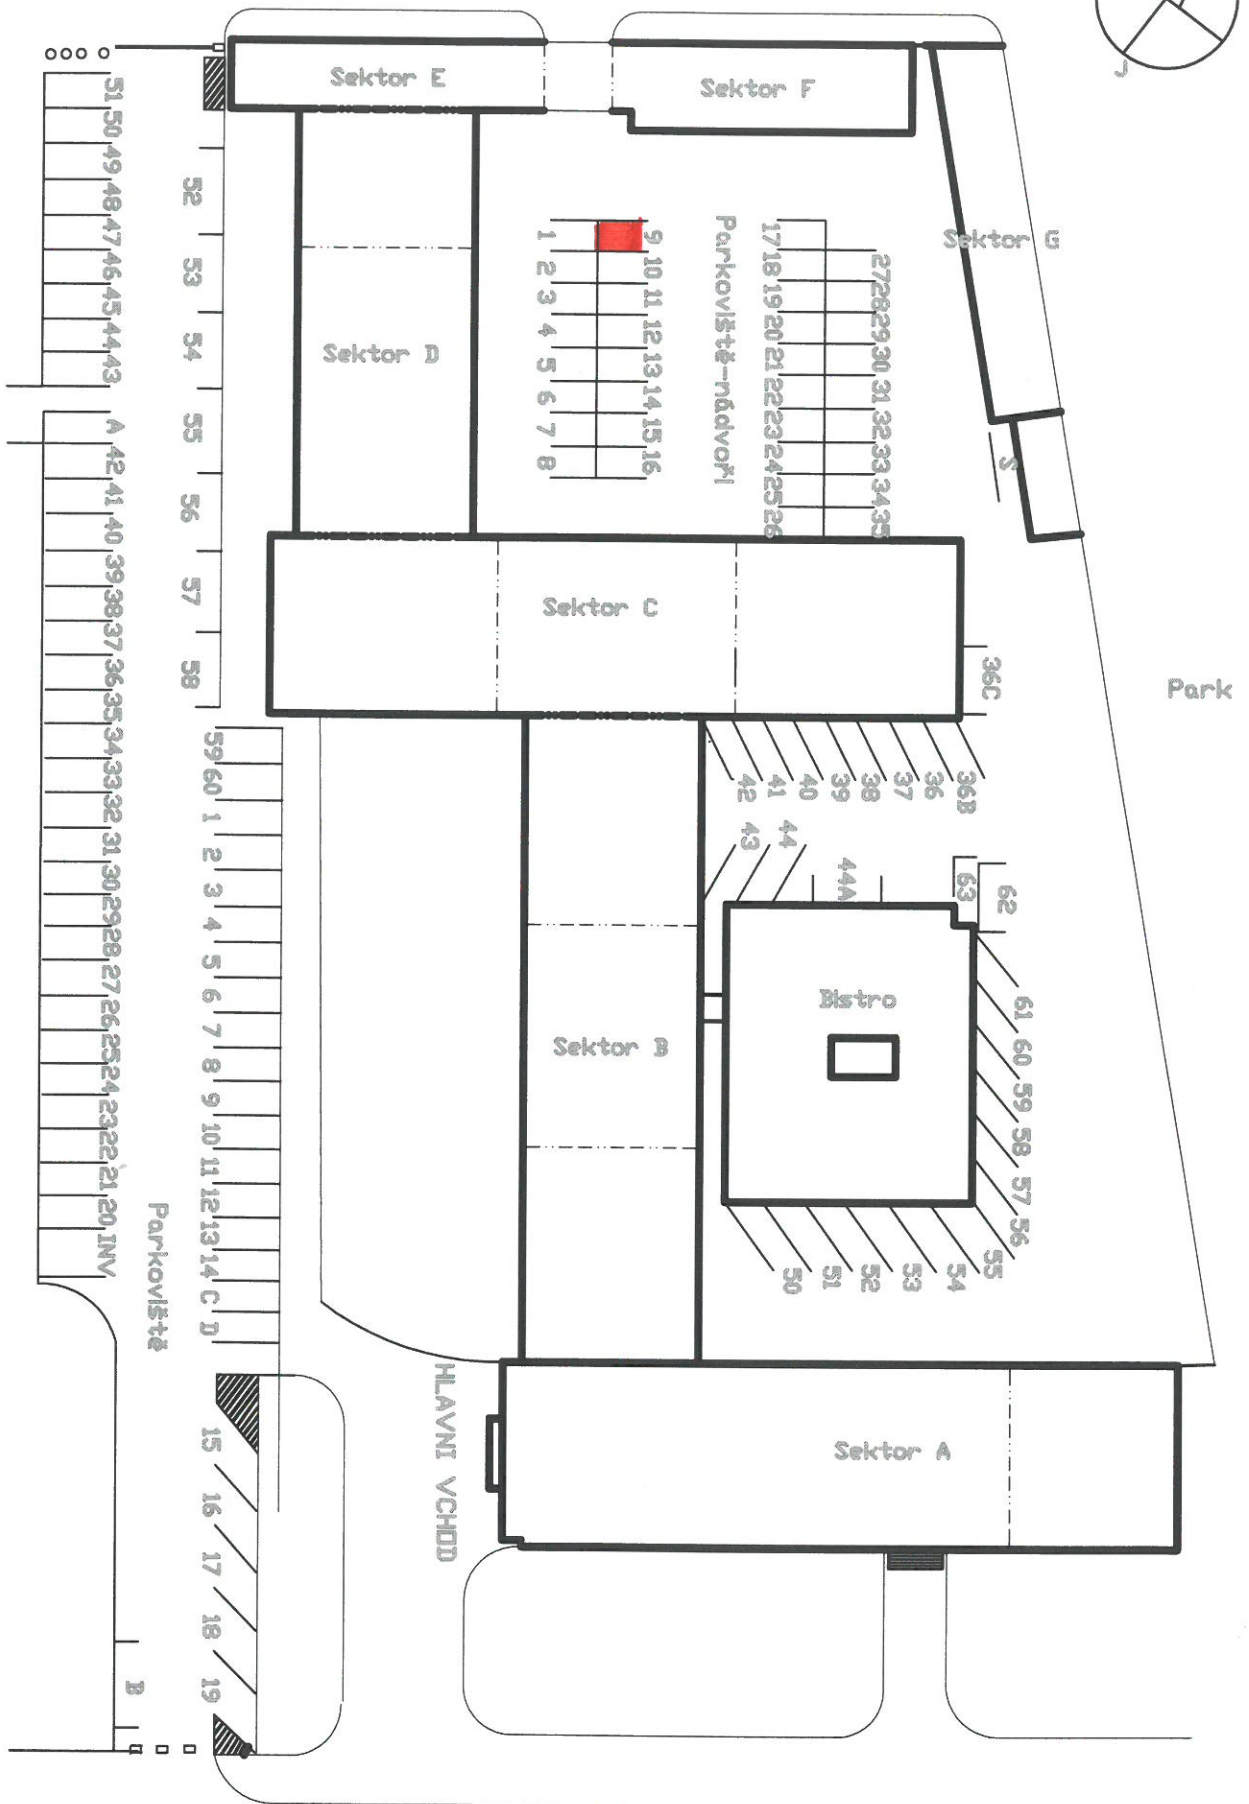 J
Sektor E
Sektor F
Sektor G
Sektor D
Sektor C
Sektor B
Sektor A
Bistro
Park
S
Parkoviště-nádvoří
Parkoviště
HLAVNI VCHOD
51 50 49 48 47 46 45 44 43
A 42 41 40 39 38 37 36 35 34 33 32 31 30 29 28 27 26 25 24 23 22 21 20 INV
52 53 54 55 56 57 58
59 60 1 2 3 4 5 6 7 8 9 10 11 12 13 14 C D
15 16 17 18 19
B
1 2 3 4 5 6 7 8
9 10 11 12 13 14 15 16
17 18 19 20 21 22 23 24 25 26
27 28 29 30 31 32 33 34 35
36C
42 41 40 39 38 37 36 36B
43 44 44A 63 62
61 60 59 58 57 56
50 51 52 53 54 55